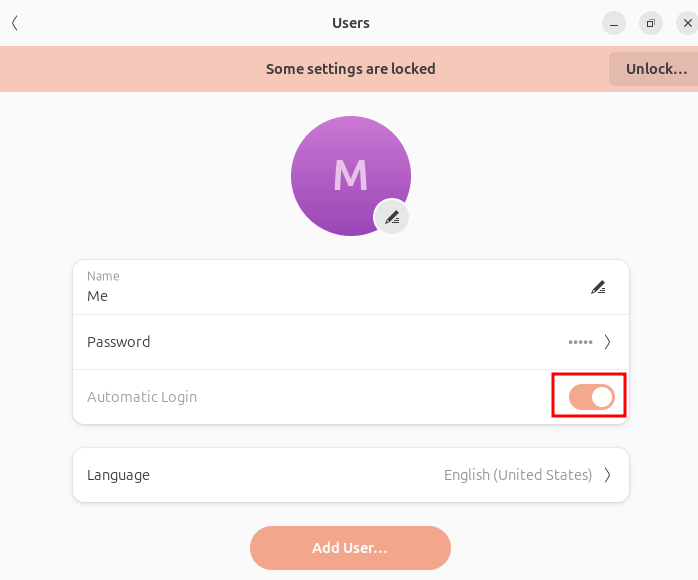 Users
Some settings are locked
Unlock...
M
Name
Me
Password
•••••
Automatic Login
Language
English (United States)
Add User...